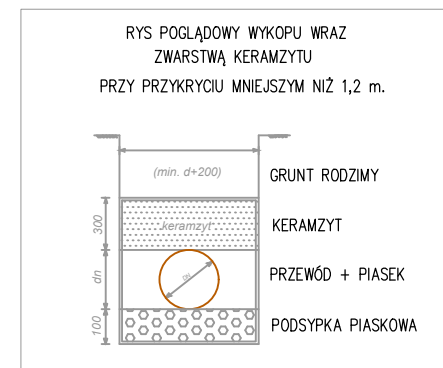 RYS POGLĄDOWY WYKOPU WRAZ
ZWARSTWĄ KERAMZYTU
PRZY PRZYKRYCIU MNIEJSZYM NIŻ 1,2 m.
(min. d+200)
GRUNT RODZIMY
300
keramzyt
KERAMZYT
dn
DN
PRZEWÓD + PIASEK
100
PODSYPKA PIASKOWA